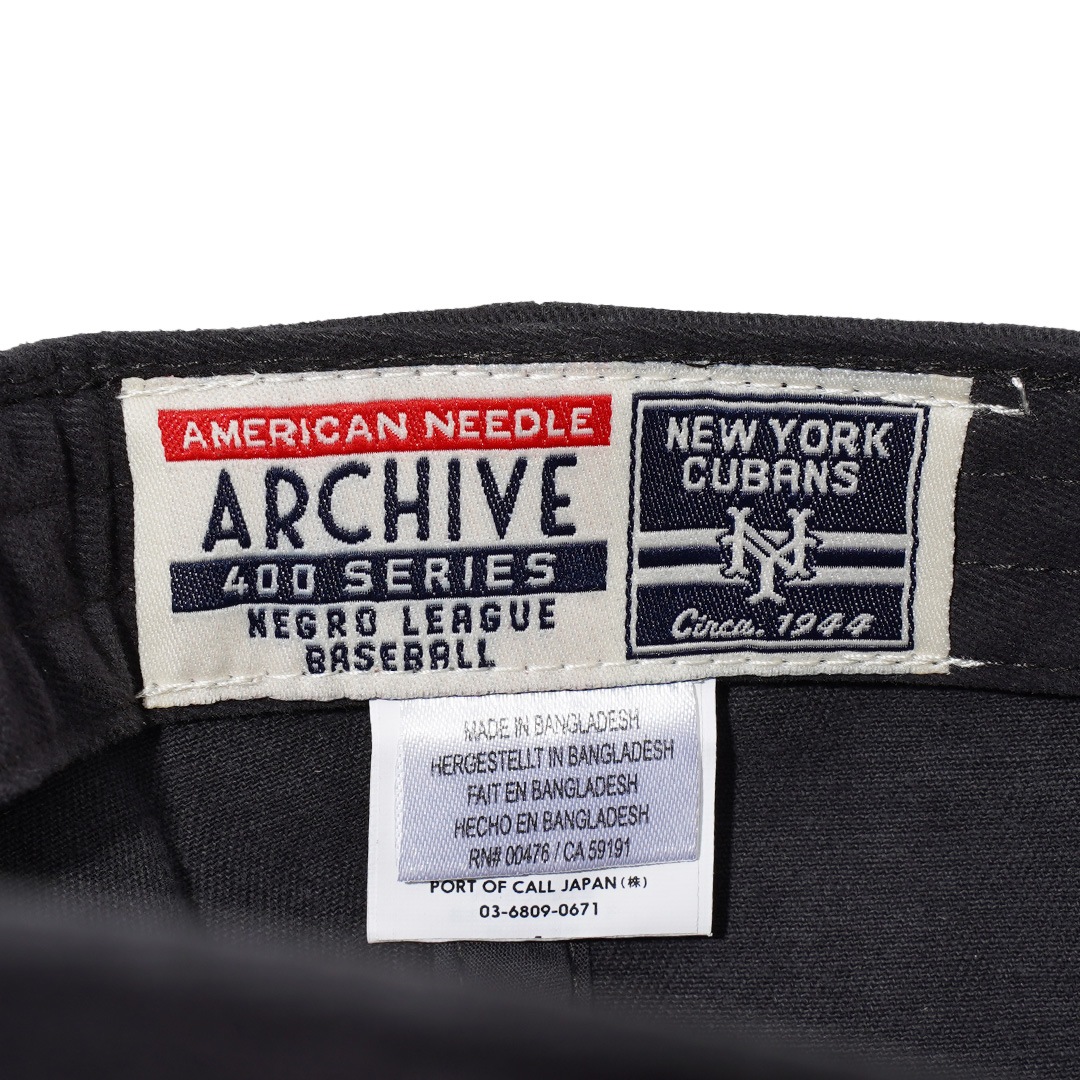 AMERICAN NEEDLE
ARCHIVE
400 SERIES
NEGRO LEAGUE
BASEBALL
NEW YORK
CUBANS
NY
Circa. 1944
MADE IN BANGLADESH
HERGESTELLT IN BANGLADESH
FAIT EN BANGLADESH
HECHO EN BANGLADESH
RN# 00476 / CA 59191
PORT OF CALL JAPAN (株)
03-6809-0671